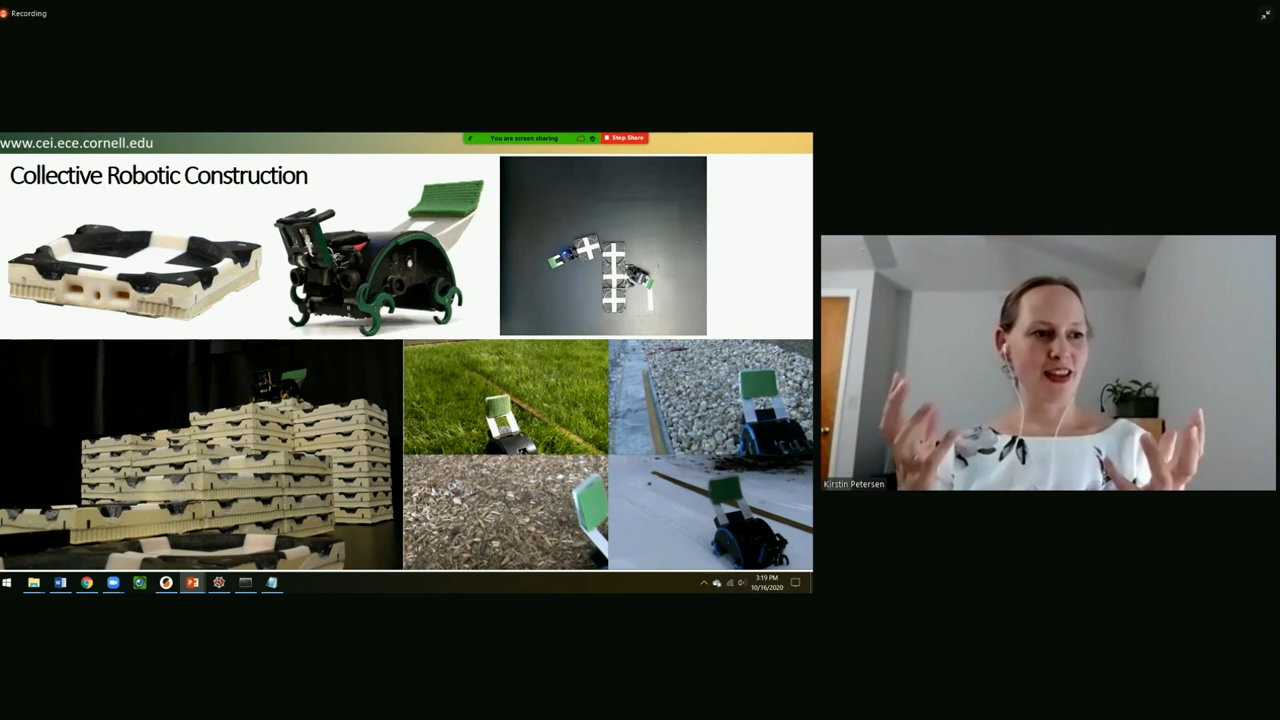 Recording
www.cei.ece.cornell.edu
You are screen sharing
Stop Share
Collective Robotic Construction
Kirstin Petersen
3:19 PM
10/16/2020